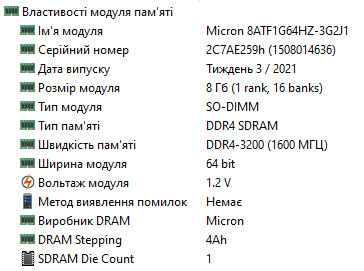 Властивості модуля пам'яті
Ім'я модуля Micron 8ATF1G64HZ-3G2J1
Серійний номер 2C7AE259h (1508014636)
Дата випуску Тиждень 3 / 2021
Розмір модуля 8 Гб (1 rank, 16 banks)
Тип модуля SO-DIMM
Тип пам'яті DDR4 SDRAM
Швидкість пам'яті DDR4-3200 (1600 МГЦ)
Ширина модуля 64 bit
Вольтаж модуля 1.2 V
Метод виявлення помилок Немає
Виробник DRAM Micron
DRAM Stepping 4Ah
SDRAM Die Count 1